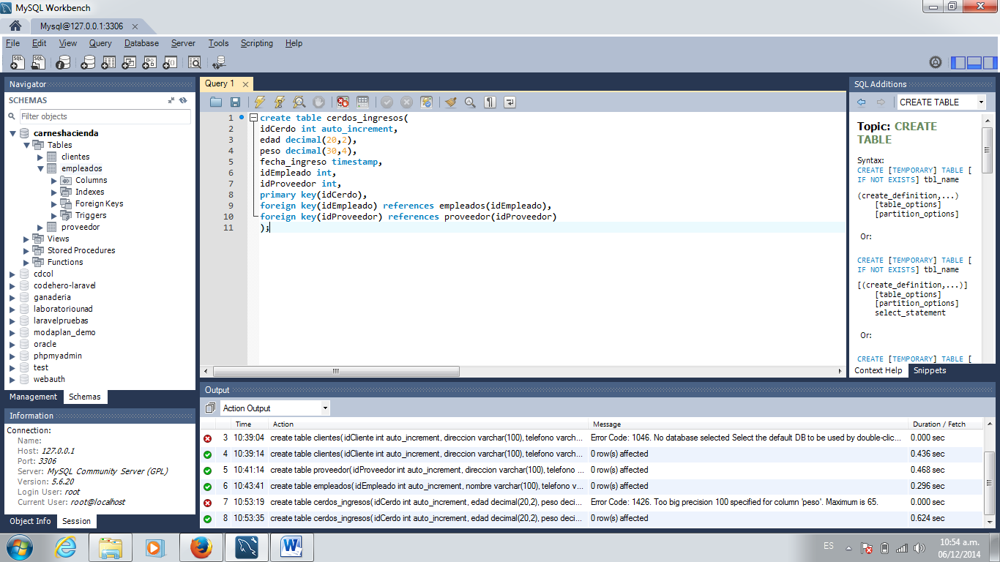 MySQL Workbench
Mysql@127.0.0.1:3306
File Edit View Query Database Server Tools Scripting Help
Navigator
SCHEMAS
Filter objects
carneshacienda
Tables
clientes
empleados
Columns
Indexes
Foreign Keys
Triggers
proveedor
Views
Stored Procedures
Functions
cdcol
codehero-laravel
ganaderia
laboratoriounad
laravelpruebas
modaplan_demo
oracle
phpmyadmin
test
webauth
Management Schemas
Information
Connection:
Name:
Host: 127.0.0.1
Port: 3306
Server: MySQL Community Server (GPL)
Version: 5.6.20
Login User: root
Current User: root@localhost
Object Info Session
Query 1
1 create table cerdos_ingresos(
2 idCerdo int auto_increment,
3 edad decimal(20,2),
4 peso decimal(30,4),
5 fecha_ingreso timestamp,
6 idEmpleado int,
7 idProveedor int,
8 primary key(idCerdo),
9 foreign key(idEmpleado) references empleados(idEmpleado),
10 foreign key(idProveedor) references proveedor(idProveedor)
11 );
SQL Additions
CREATE TABLE
Topic: CREATE
TABLE
Syntax:
CREATE [TEMPORARY] TABLE [
IF NOT EXISTS] tbl_name
(create_definition,...)
[table_options]
[partition_options]
Or:
CREATE [TEMPORARY] TABLE [
IF NOT EXISTS] tbl_name
[(create_definition,...)]
[table_options]
[partition_options]
select_statement
Or:
CREATE [TEMPORARY] TABLE [
Context Help Snippets
Output
Action Output
Time Action Message Duration / Fetch
3 10:39:04 create table clientes( idCliente int auto_increment, direccion varchar(100), telefono varch... Error Code: 1046. No database selected Select the default DB to be used by double-clic... 0.000 sec
4 10:39:14 create table clientes( idCliente int auto_increment, direccion varchar(100), telefono varch... 0 row(s) affected 0.436 sec
5 10:41:14 create table proveedor( idProveedor int auto_increment, direccion varchar(100), telefono ... 0 row(s) affected 0.468 sec
6 10:43:41 create table empleados( idEmpleado int auto_increment, nombre varchar(100), telefono v... 0 row(s) affected 0.296 sec
7 10:53:19 create table cerdos_ingresos( idCerdo int auto_increment, edad decimal(20,2), peso deci... Error Code: 1426. Too big precision 100 specified for column 'peso'. Maximum is 65. 0.000 sec
8 10:53:35 create table cerdos_ingresos( idCerdo int auto_increment, edad decimal(20,2), peso deci... 0 row(s) affected 0.624 sec
ES
10:54 a.m.
06/12/2014